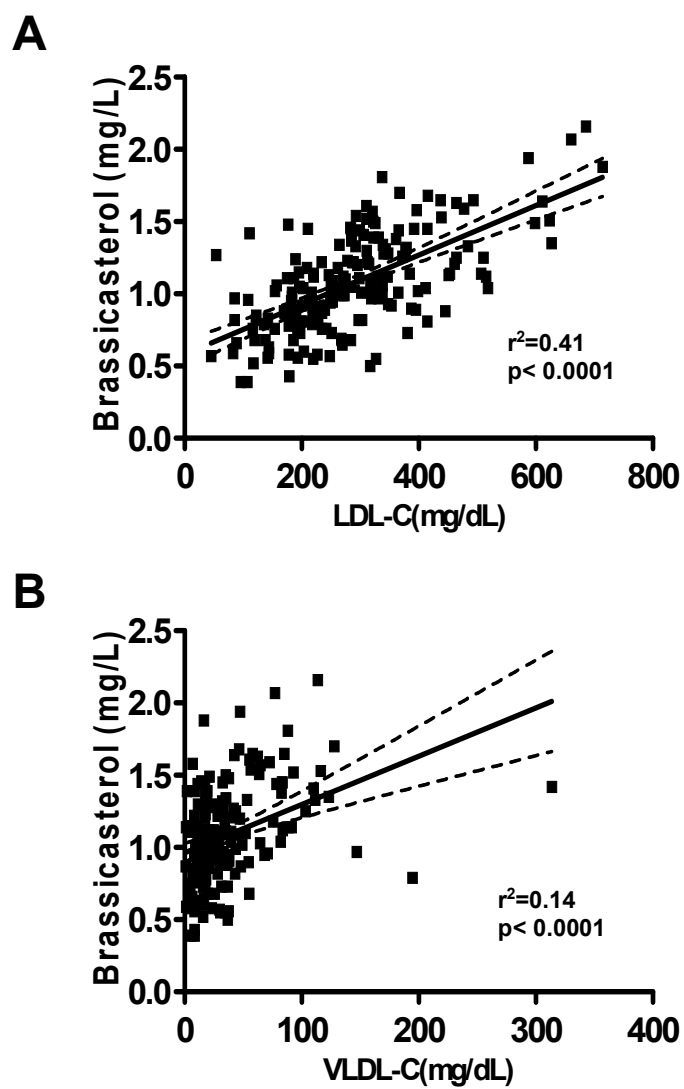 A
Brassicasterol (mg/L)
2.5
2.0
1.5
1.0
0.5
0.0
r²=0.41
p< 0.0001
0 200 400 600 800
LDL-C(mg/dL)
B
Brassicasterol (mg/L)
2.5
2.0
1.5
1.0
0.5
0.0
r²=0.14
p< 0.0001
0 100 200 300 400
VLDL-C(mg/dL)